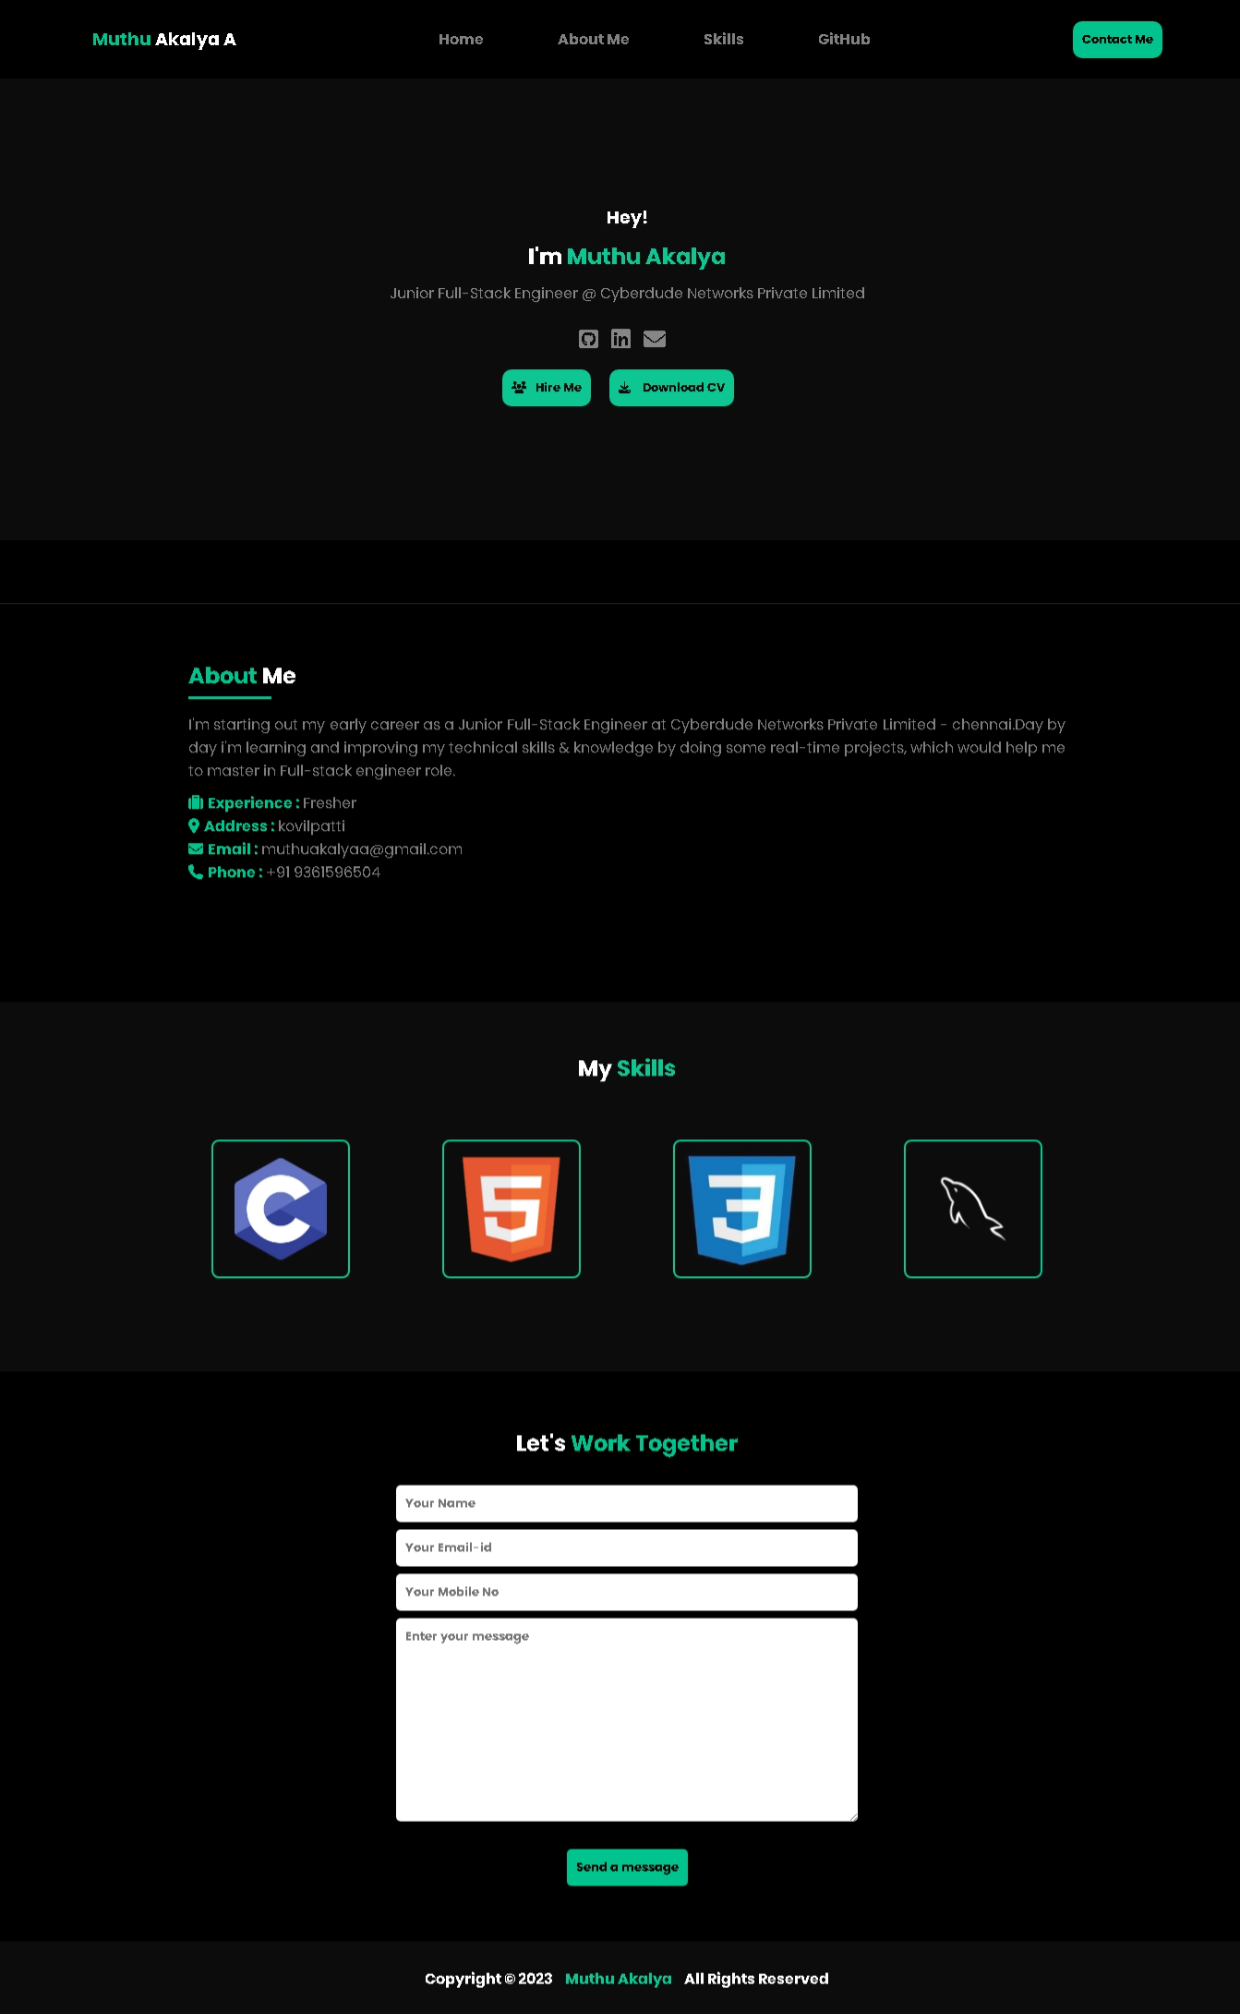 Muthu Akalya A
Home
About Me
Skills
GitHub
Contact Me
Hey!
I'm Muthu Akalya
Junior Full-Stack Engineer @ Cyberdude Networks Private Limited
in
Hire Me
Download CV
About Me
I'm starting out my early career as a Junior Full-Stack Engineer at Cyberdude Networks Private Limited - chennai.Day by
day i'm learning and improving my technical skills & knowledge by doing some real-time projects, which would help me
to master in Full-stack engineer role.
Experience : Fresher
Address : kovilpatti
Email : muthuakalyaa@gmail.com
Phone : +91 9361596504
My Skills
C
5
3
Let's Work Together
Your Name
Your Email-id
Your Mobile No
Enter your message
Send a message
Copyright © 2023 Muthu Akalya All Rights Reserved